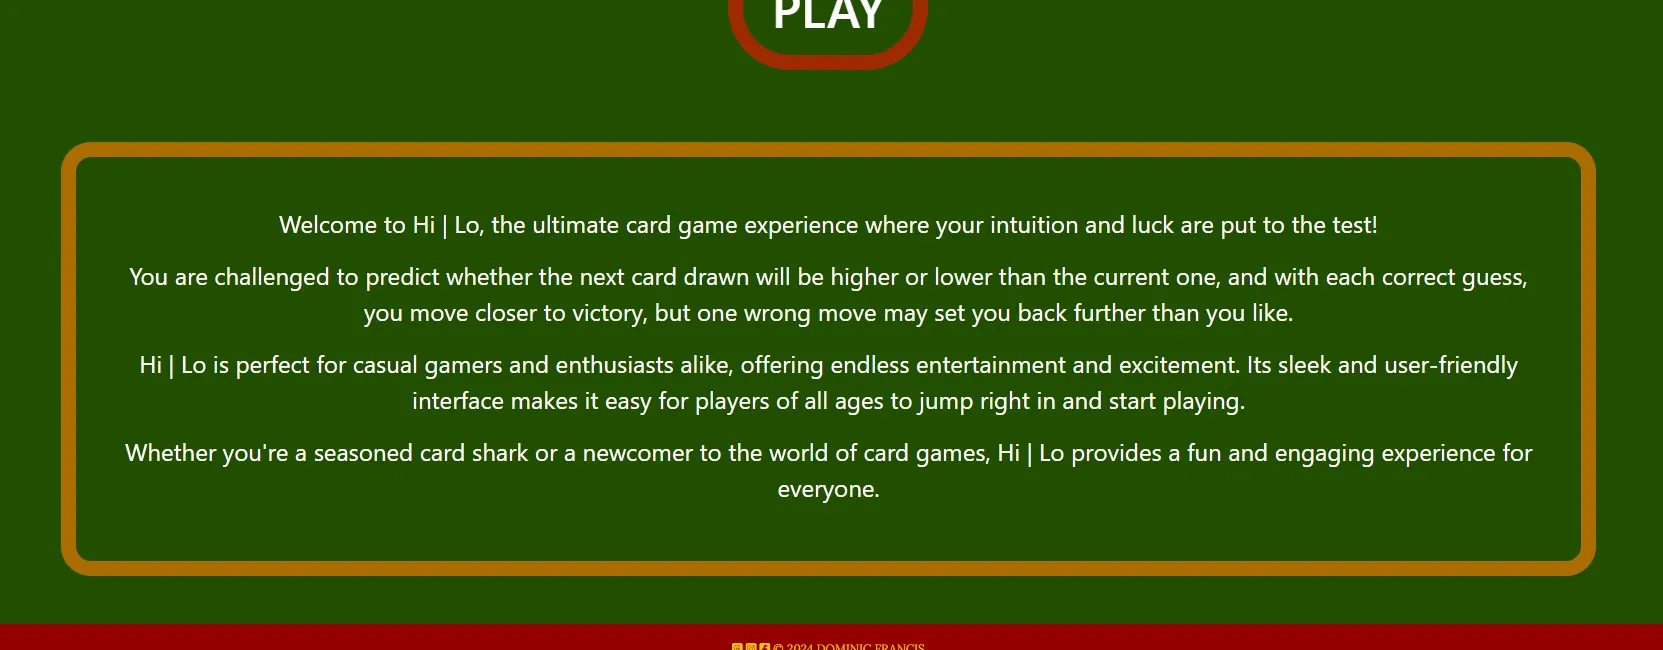 PLAY
Welcome to Hi | Lo, the ultimate card game experience where your intuition and luck are put to the test!
You are challenged to predict whether the next card drawn will be higher or lower than the current one, and with each correct guess,
you move closer to victory, but one wrong move may set you back further than you like.
Hi | Lo is perfect for casual gamers and enthusiasts alike, offering endless entertainment and excitement. Its sleek and user-friendly
interface makes it easy for players of all ages to jump right in and start playing.
Whether you're a seasoned card shark or a newcomer to the world of card games, Hi | Lo provides a fun and engaging experience for
everyone.
© 2024 DOMINIC FRANCIS